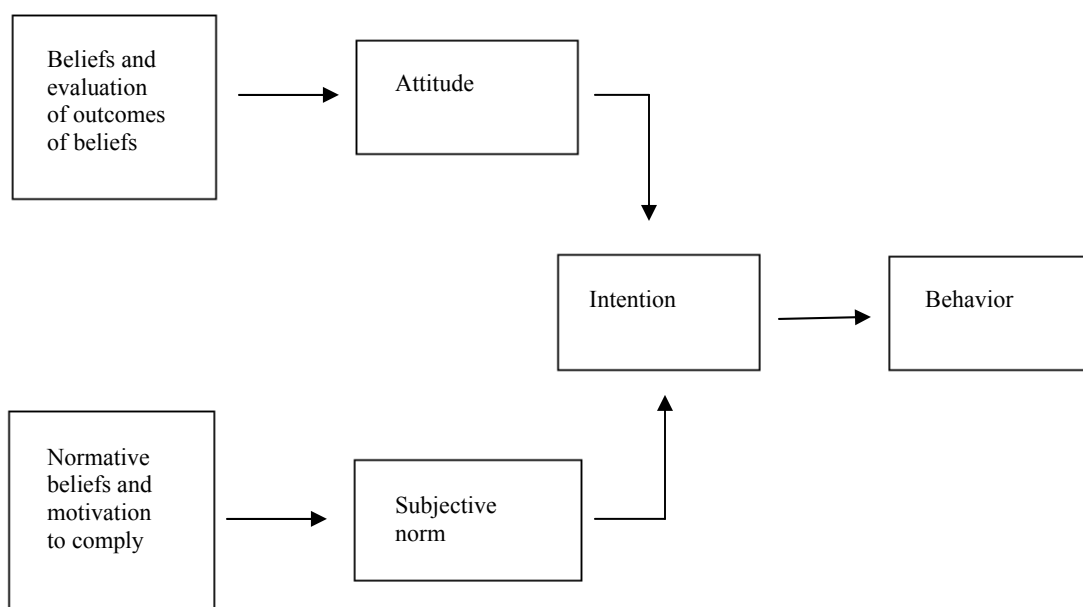 Beliefs and
evaluation
of outcomes
of beliefs
Attitude
Intention
Behavior
Normative
beliefs and
motivation
to comply
Subjective
norm